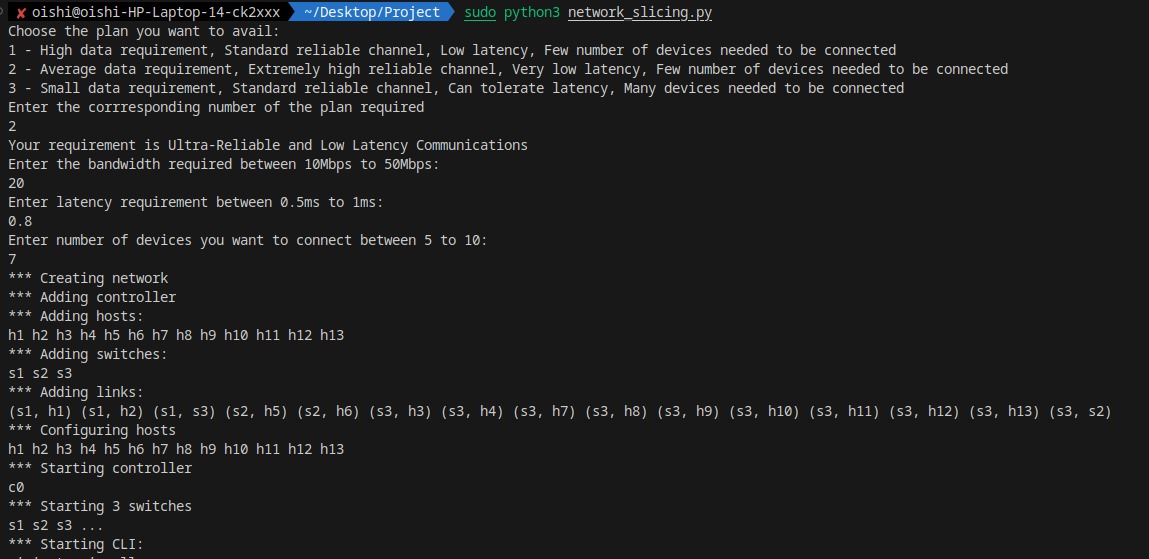 ✘ oishi@oishi-HP-Laptop-14-ck2xxx ~/Desktop/Project sudo python3 network_slicing.py
Choose the plan you want to avail:
1 - High data requirement, Standard reliable channel, Low latency, Few number of devices needed to be connected
2 - Average data requirement, Extremely high reliable channel, Very low latency, Few number of devices needed to be connected
3 - Small data requirement, Standard reliable channel, Can tolerate latency, Many devices needed to be connected
Enter the corrresponding number of the plan required
2
Your requirement is Ultra-Reliable and Low Latency Communications
Enter the bandwidth required between 10Mbps to 50Mbps:
20
Enter latency requirement between 0.5ms to 1ms:
0.8
Enter number of devices you want to connect between 5 to 10:
7
*** Creating network
*** Adding controller
*** Adding hosts:
h1 h2 h3 h4 h5 h6 h7 h8 h9 h10 h11 h12 h13
*** Adding switches:
s1 s2 s3
*** Adding links:
(s1, h1) (s1, h2) (s1, s3) (s2, h5) (s2, h6) (s3, h3) (s3, h4) (s3, h7) (s3, h8) (s3, h9) (s3, h10) (s3, h11) (s3, h12) (s3, h13) (s3, s2)
*** Configuring hosts
h1 h2 h3 h4 h5 h6 h7 h8 h9 h10 h11 h12 h13
*** Starting controller
c0
*** Starting 3 switches
s1 s2 s3 ...
*** Starting CLI: